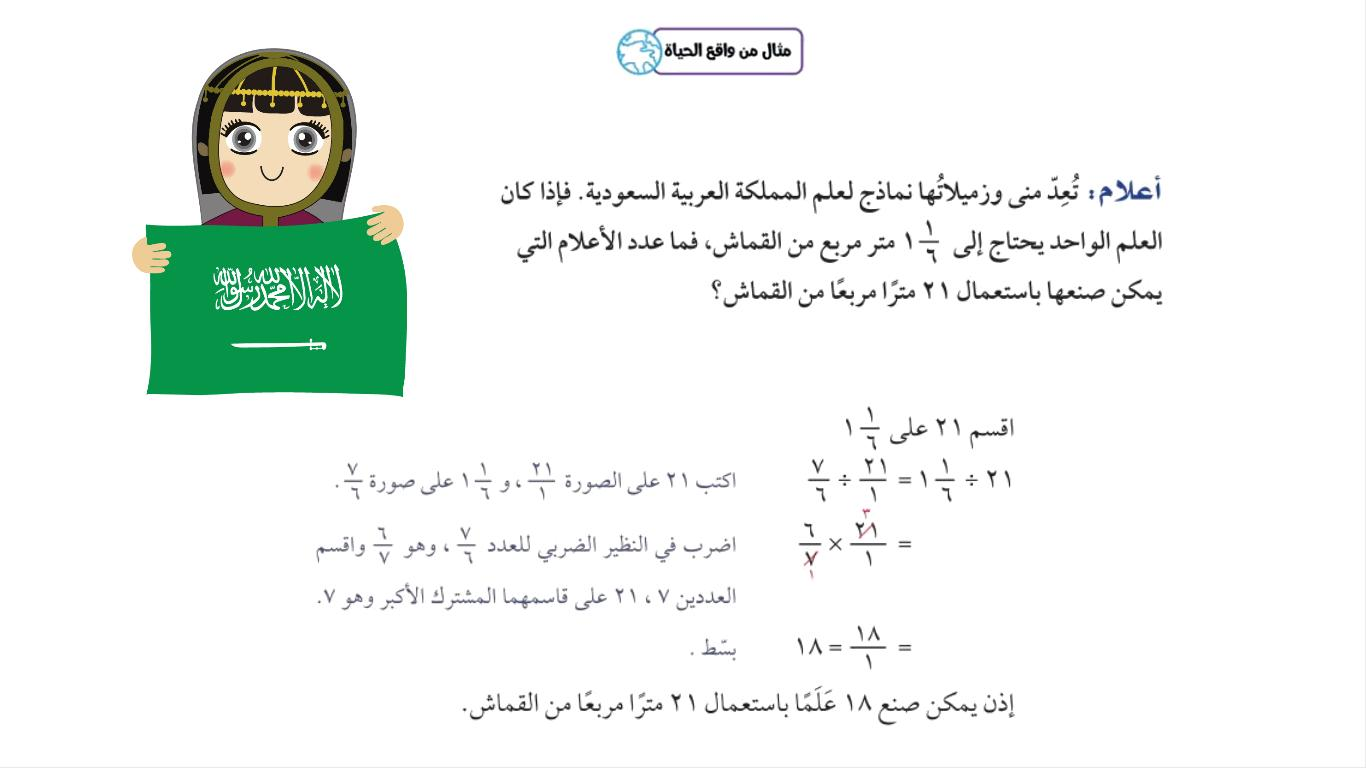 مثال من واقع الحياة
أعلام: تُعِدّ منى وزميلاتُها نماذج لعلم المملكة العربية السعودية. فإذا كان
العلم الواحد يحتاج إلى ١ ١/٦ متر مربع من القماش، فما عدد الأعلام التي
يمكن صنعها باستعمال ٢١ مترًا مربعًا من القماش؟
لا إله إلا الله محمد رسول الله
اقسم ٢١ على ١ ١/٦
٢١ ÷ ١ ١/٦ = ٢١/١ ÷ ٧/٦
اكتب ٢١ على الصورة ٢١/١ ، و ١ ١/٦ على صورة ٧/٦ .
= ٢١/١ × ٦/٧
٣
١
اضرب في النظير الضربي للعدد ٧/٦ ، وهو ٦/٧ واقسم
العددين ٧ ، ٢١ على قاسمهما المشترك الأكبر وهو ٧.
= ١٨/١ = ١٨
بسّط .
إذن يمكن صنع ١٨ عَلَمًا باستعمال ٢١ مترًا مربعًا من القماش.